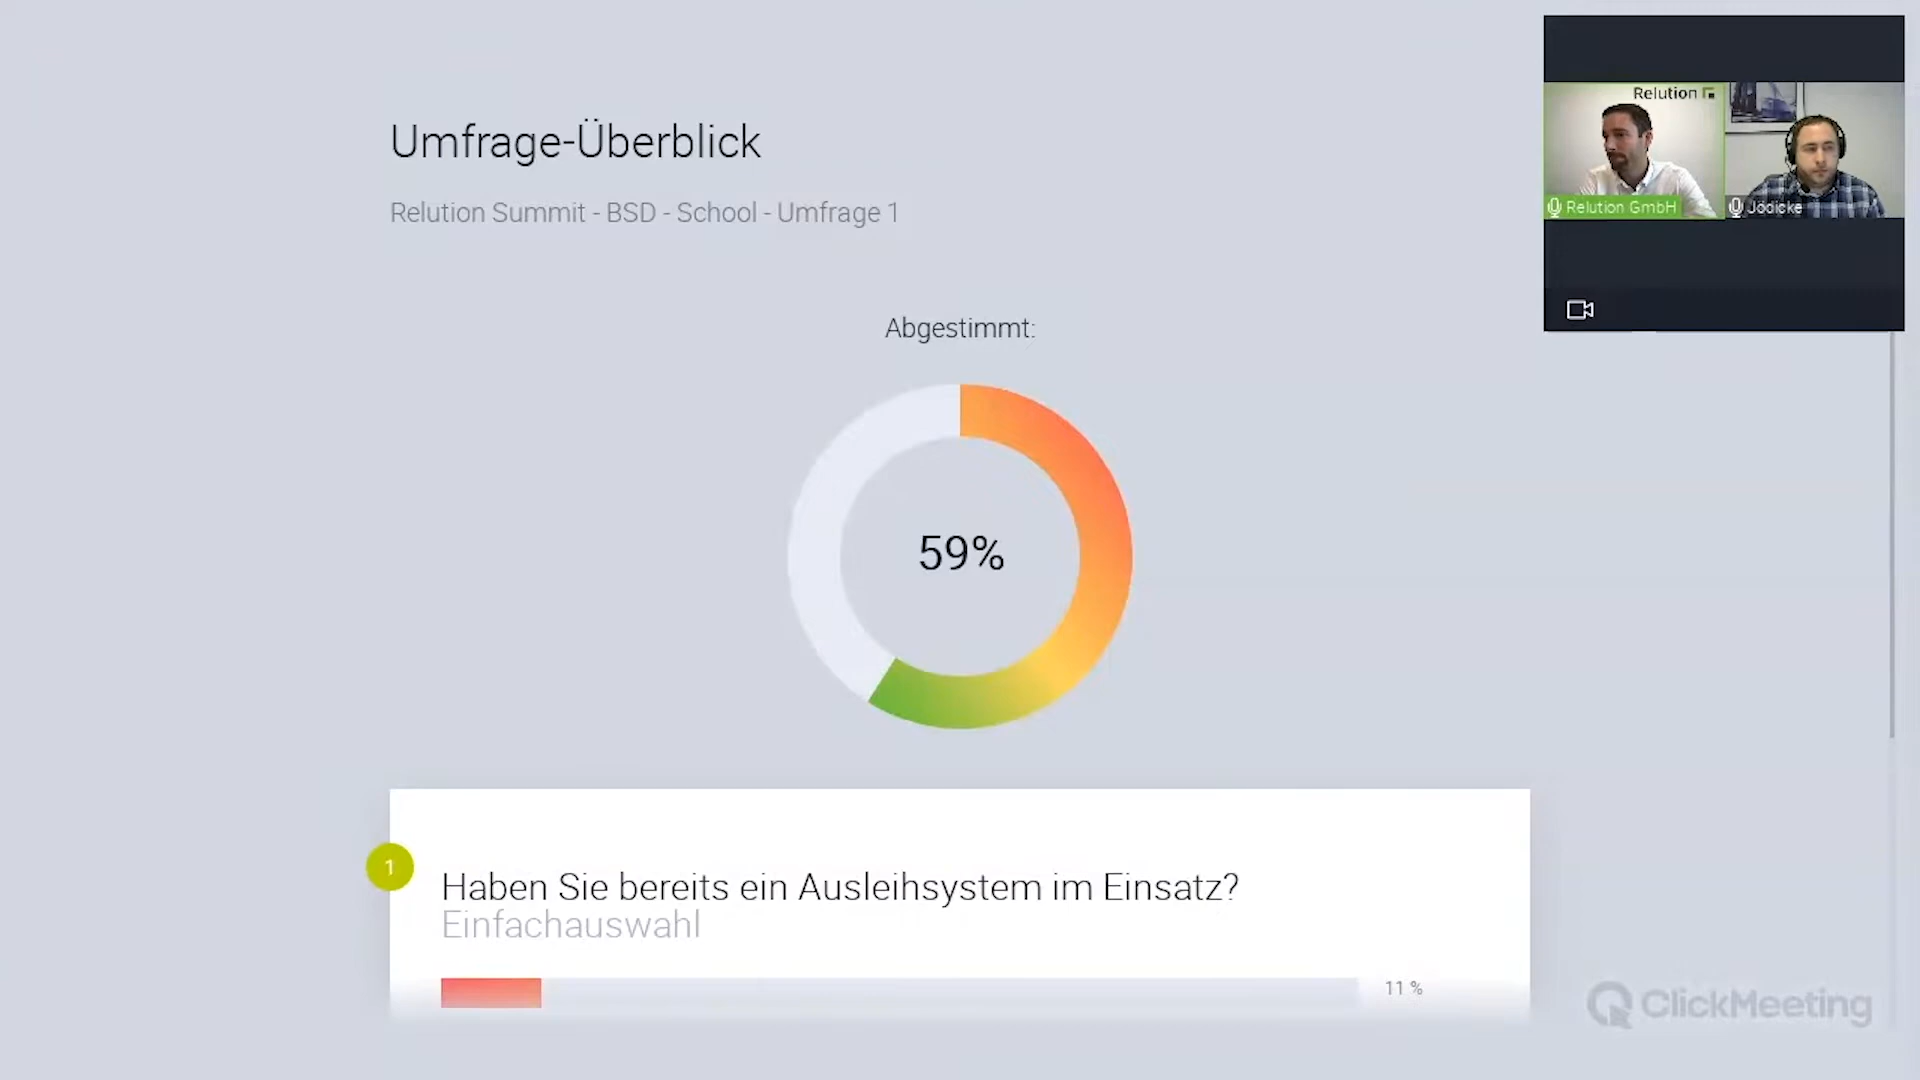 Umfrage-Überblick
Relution Summit - BSD - School - Umfrage 1
Relution
Relution GmbH
Jödicke
Abgestimmt:
59%
1
Haben Sie bereits ein Ausleihsystem im Einsatz?
Einfachauswahl
11 %
ClickMeeting